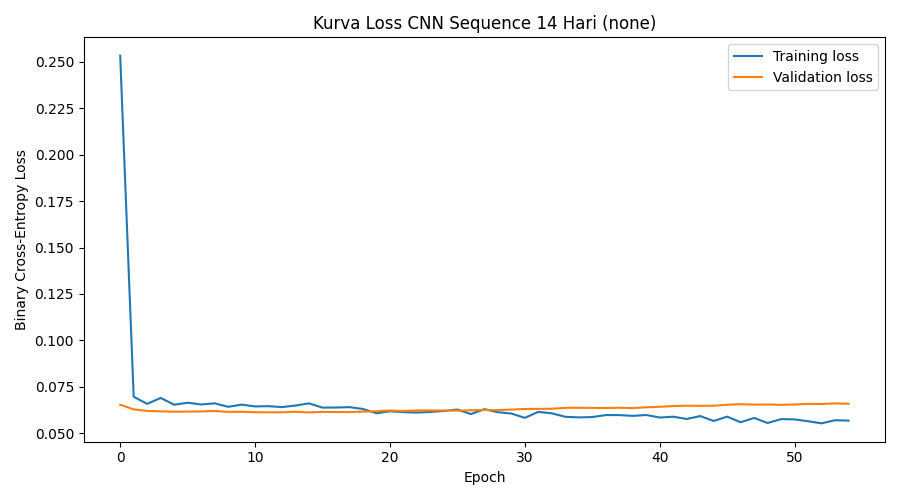 Kurva Loss CNN Sequence 14 Hari (none)
Training loss
Validation loss
Binary Cross-Entropy Loss
0.250
0.225
0.200
0.175
0.150
0.125
0.100
0.075
0.050
0 10 20 30 40 50
Epoch